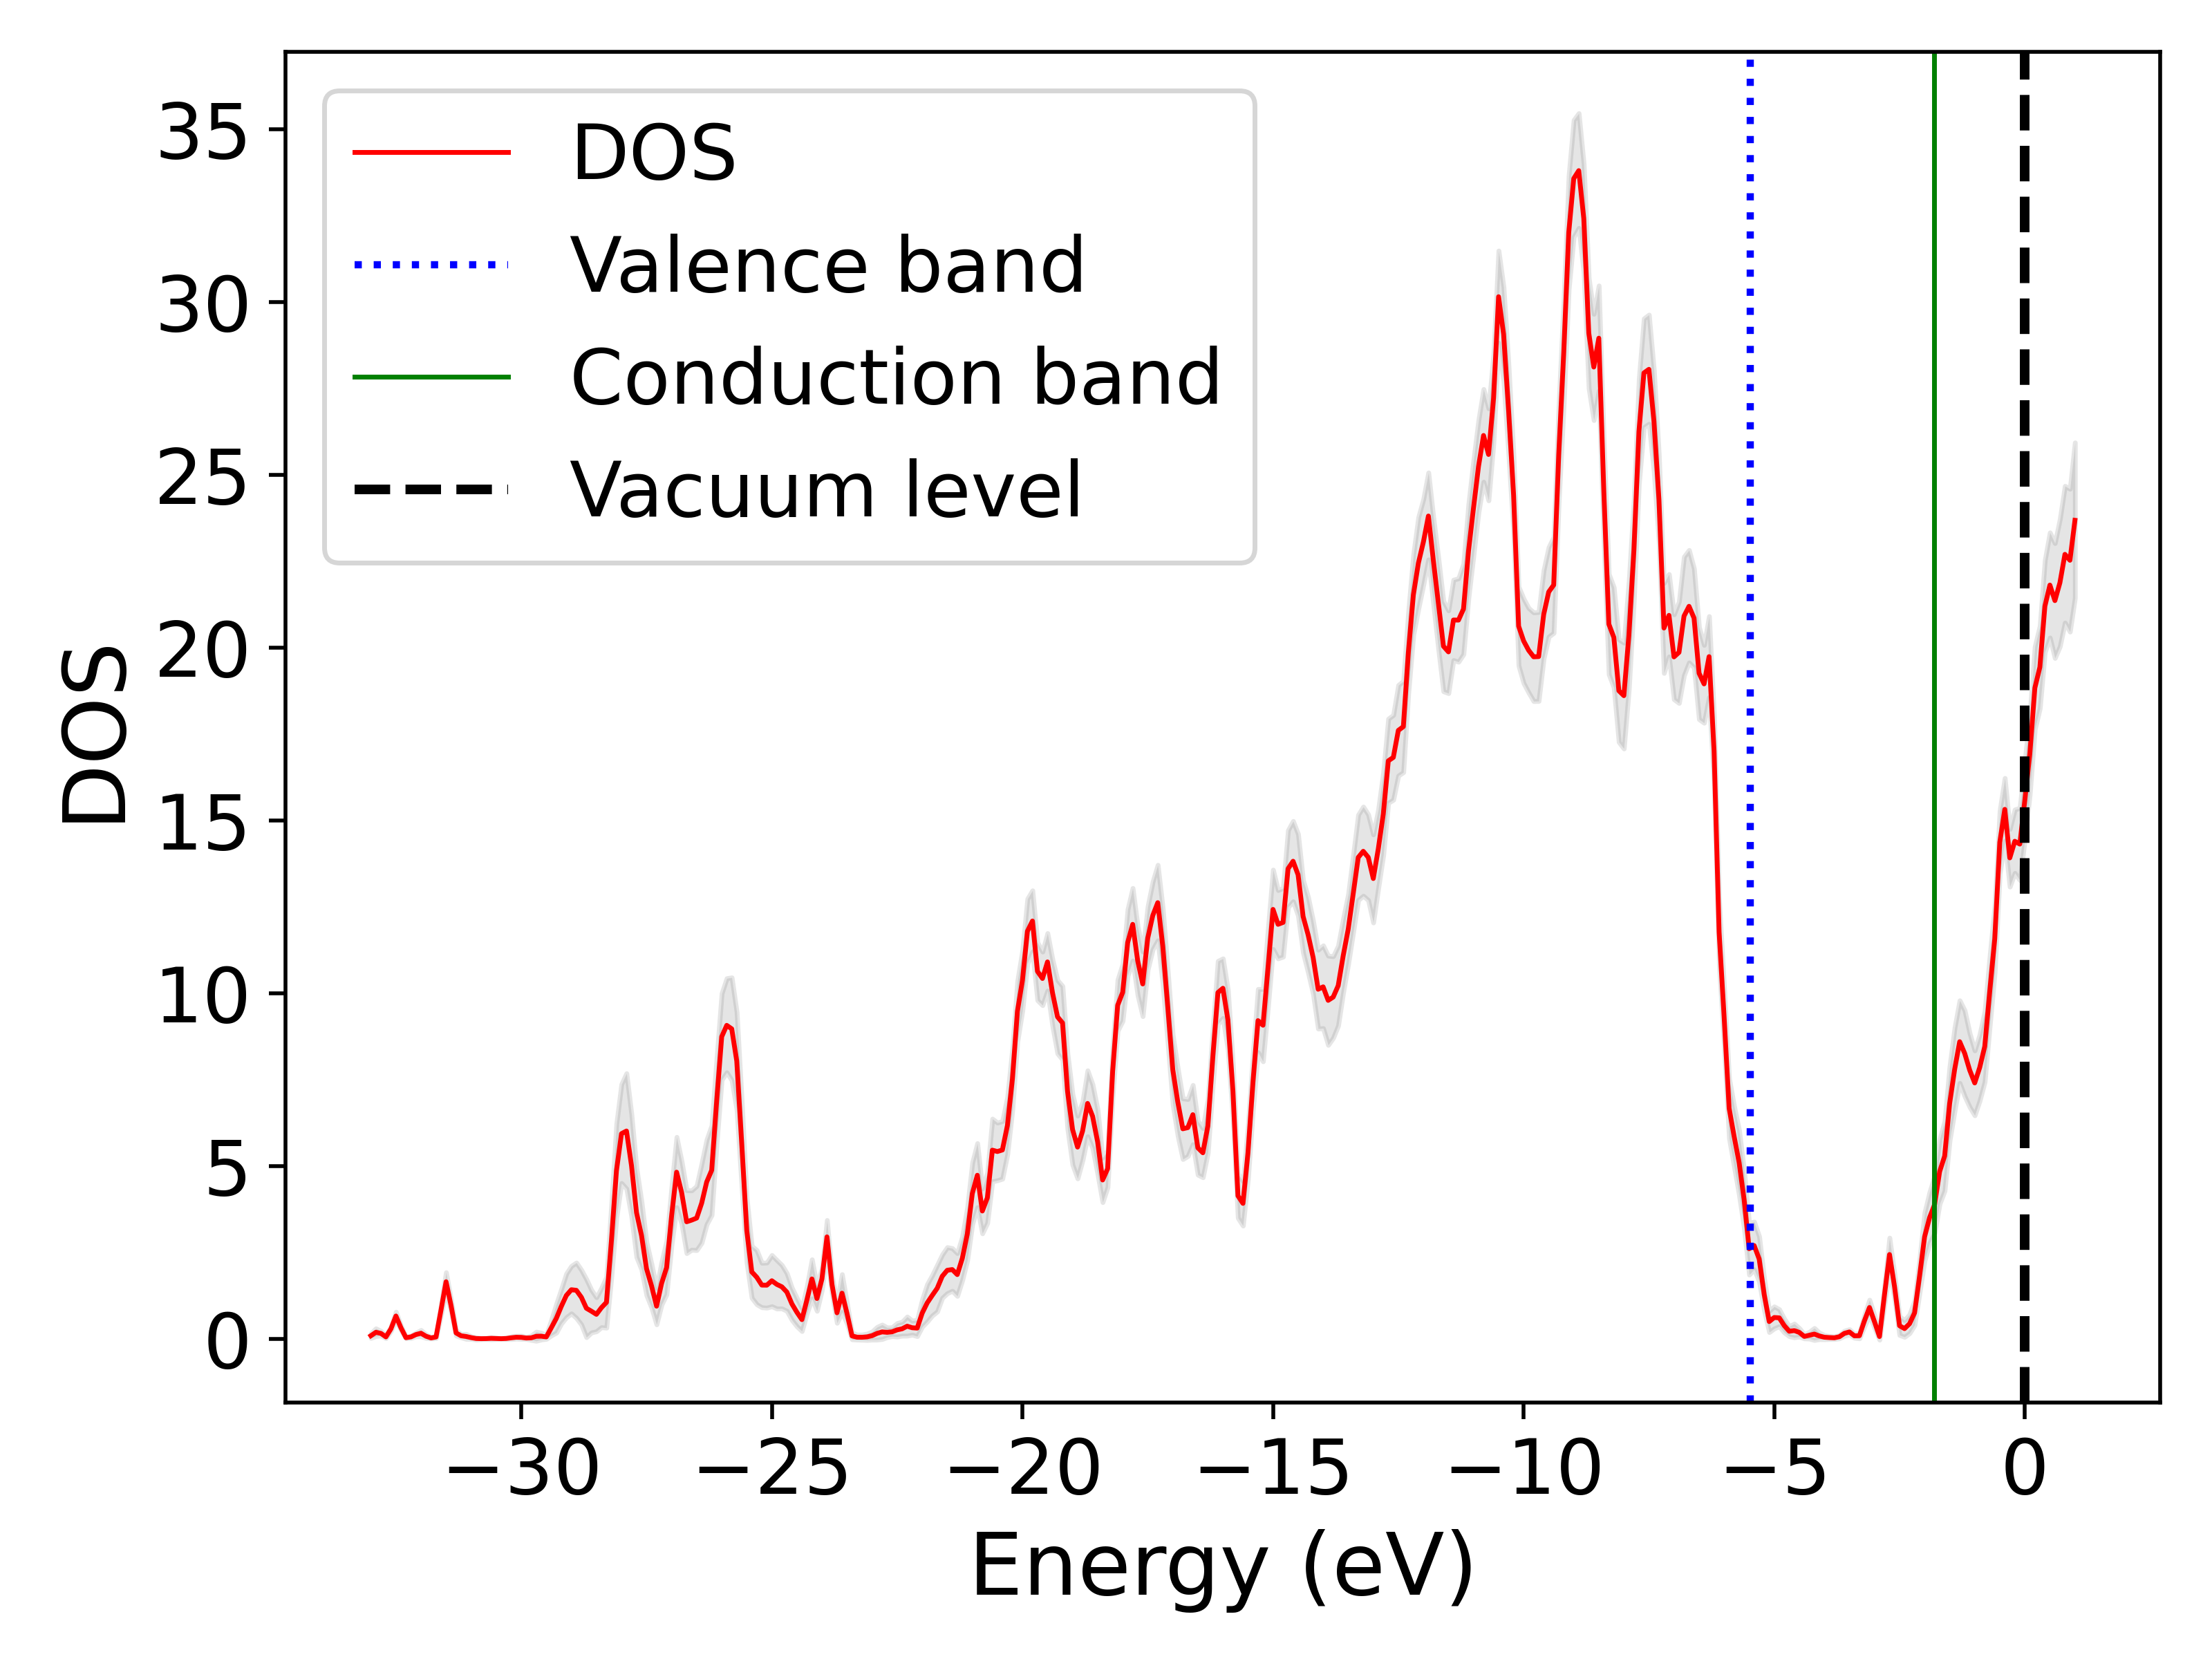 DOS
Valence band
Conduction band
Vacuum level
35
30
25
20
15
10
5
0
DOS
−30 −25 −20 −15 −10 −5 0
Energy (eV)